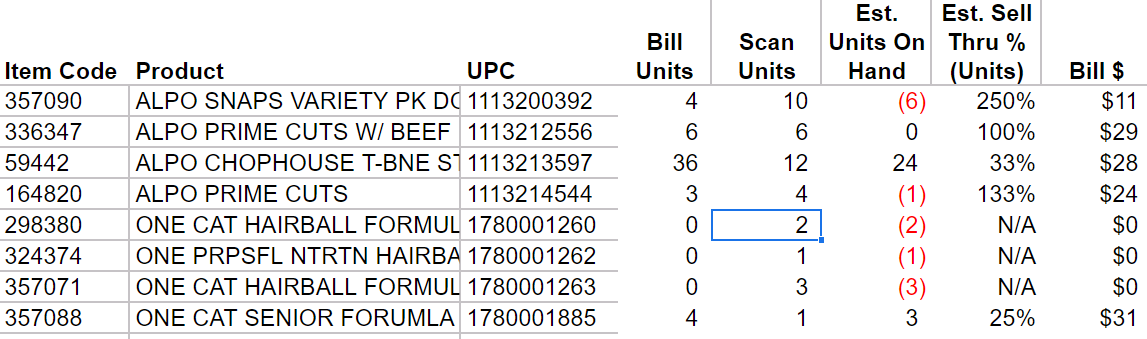 Est. Est. Sell
Bill Scan Units On Thru %
Item Code Product UPC Units Units Hand (Units) Bill $
357090 ALPO SNAPS VARIETY PK DO 1113200392 4 10 (6) 250% $11
336347 ALPO PRIME CUTS W/ BEEF 1113212556 6 6 0 100% $29
59442 ALPO CHOPHOUSE T-BNE ST 1113213597 36 12 24 33% $28
164820 ALPO PRIME CUTS 1113214544 3 4 (1) 133% $24
298380 ONE CAT HAIRBALL FORMUL 1780001260 0 2 (2) N/A $0
324374 ONE PRPSFL NTRTN HAIRBA 1780001262 0 1 (1) N/A $0
357071 ONE CAT HAIRBALL FORMUL 1780001263 0 3 (3) N/A $0
357088 ONE CAT SENIOR FORUMLA 1780001885 4 1 3 25% $31